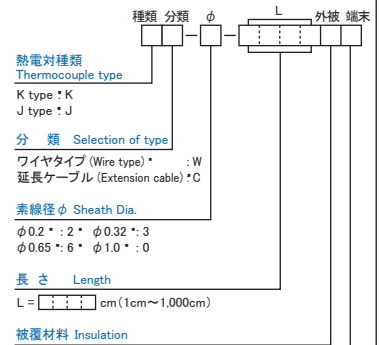 種類 分類 φ L 外被 端末
熱電対種類
Thermocouple type
K type : K
J type : J
分 類 Selection of type
ワイヤタイプ (Wire type) : W
延長ケーブル (Extension cable) : C
素線径φ Sheath Dia.
φ0.2 : 2 φ0.32 : 3
φ0.65 : 6 φ1.0 : 0
長 さ Length
L = cm(1cm〜1,000cm)
被覆材料 Insulation